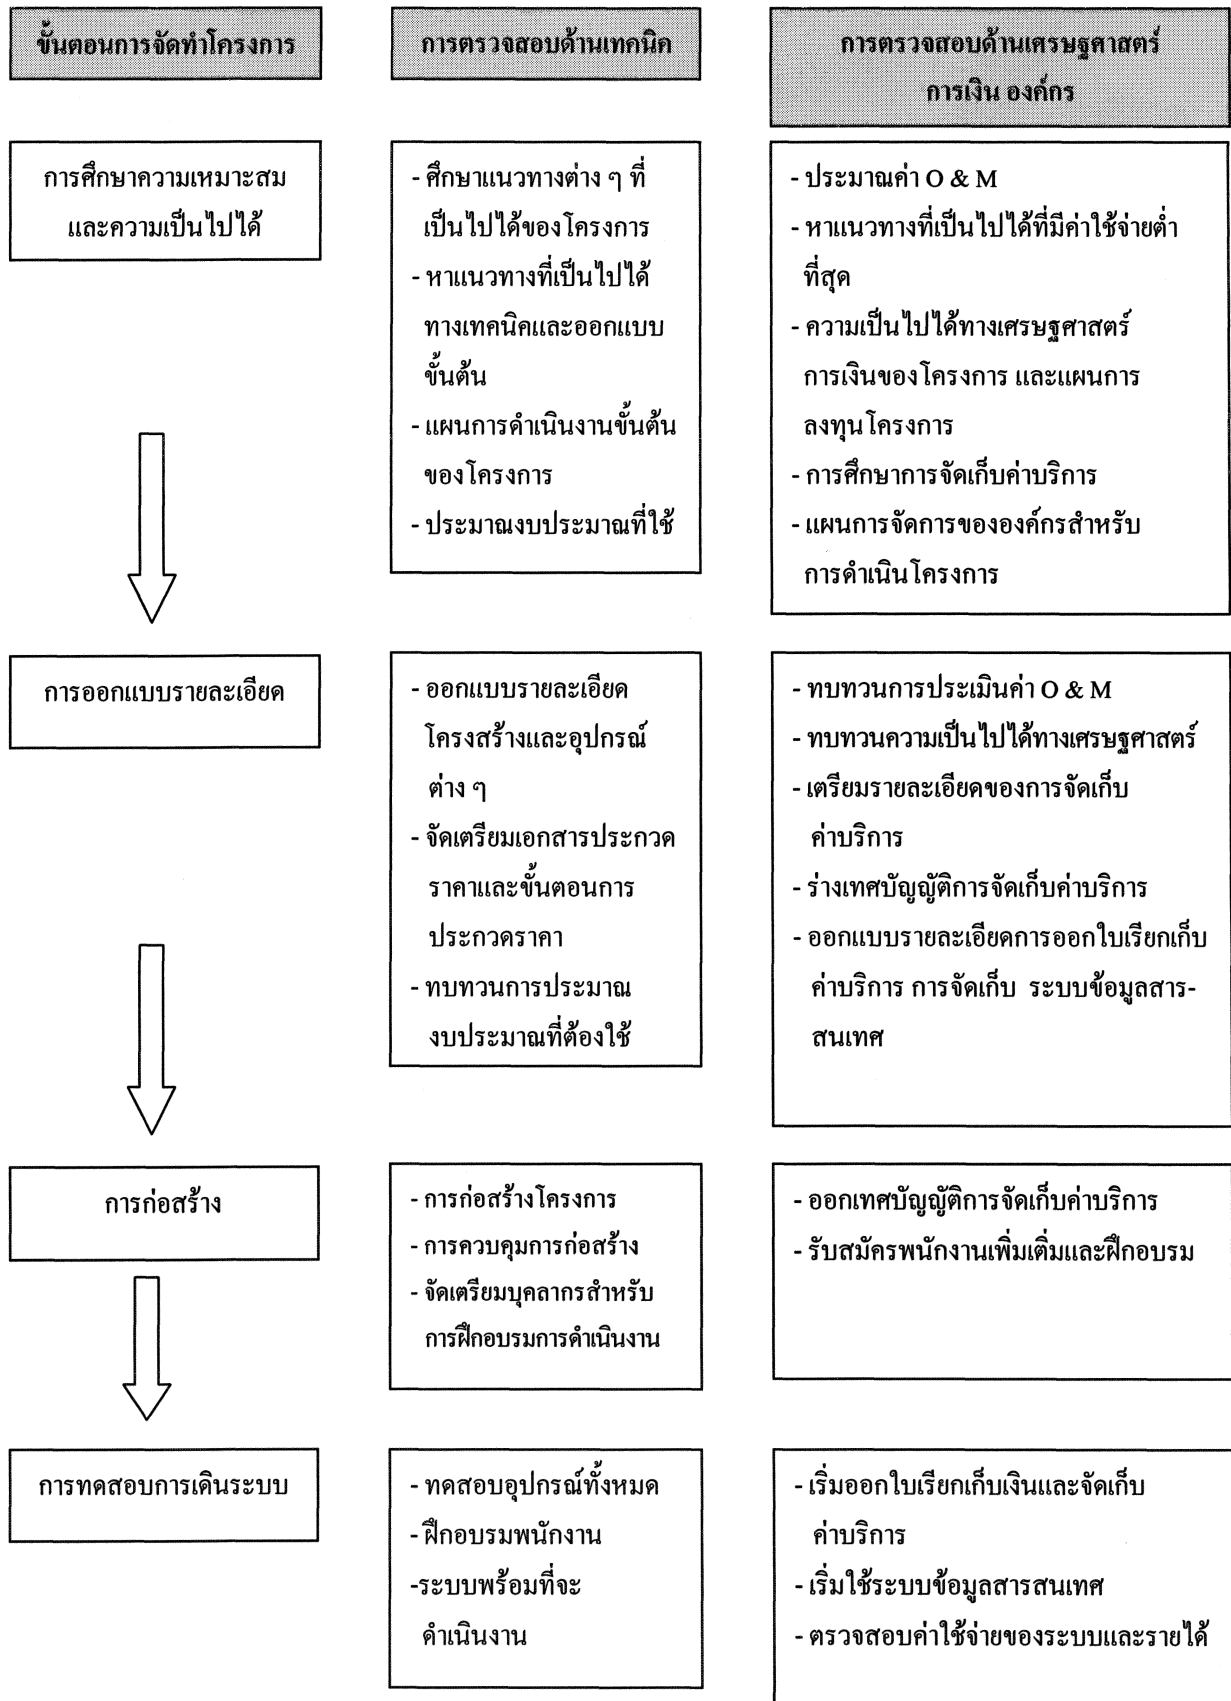 ขั้นตอนการจัดทำโครงการ
การตรวจสอบด้านเทคนิค
การตรวจสอบด้านเศรษฐศาสตร์
การเงิน องค์กร
การศึกษาความเหมาะสม
และความเป็นไปได้
- ศึกษาแนวทางต่าง ๆ ที่
เป็นไปได้ของโครงการ
- หาแนวทางที่เป็นไปได้
ทางเทคนิคและออกแบบ
ขั้นต้น
- แผนการดำเนินงานขั้นต้น
ของโครงการ
- ประมาณงบประมาณที่ใช้
- ประมาณค่า O & M
- หาแนวทางที่เป็นไปได้ที่มีค่าใช้จ่ายต่ำ
ที่สุด
- ความเป็นไปได้ทางเศรษฐศาสตร์
การเงินของโครงการ และแผนการ
ลงทุนโครงการ
- การศึกษาการจัดเก็บค่าบริการ
- แผนการจัดการขององค์กรสำหรับ
การดำเนินโครงการ
การออกแบบรายละเอียด
- ออกแบบรายละเอียด
โครงสร้างและอุปกรณ์
ต่าง ๆ
- จัดเตรียมเอกสารประกวด
ราคาและขั้นตอนการ
ประกวดราคา
- ทบทวนการประมาณ
งบประมาณที่ต้องใช้
- ทบทวนการประเมินค่า O & M
- ทบทวนความเป็นไปได้ทางเศรษฐศาสตร์
- เตรียมรายละเอียดของการจัดเก็บ
ค่าบริการ
- ร่างเทศบัญญัติการจัดเก็บค่าบริการ
- ออกแบบรายละเอียดการออกใบเรียกเก็บ
ค่าบริการ การจัดเก็บ ระบบข้อมูลสาร-
สนเทศ
การก่อสร้าง
- การก่อสร้างโครงการ
- การควบคุมการก่อสร้าง
- จัดเตรียมบุคลากรสำหรับ
การฝึกอบรมการดำเนินงาน
- ออกเทศบัญญัติการจัดเก็บค่าบริการ
- รับสมัครพนักงานเพิ่มเติ่มและฝึกอบรม
การทดสอบการเดินระบบ
- ทดสอบอุปกรณ์ทั้งหมด
- ฝึกอบรมพนักงาน
-ระบบพร้อมที่จะ
ดำเนินงาน
- เริ่มออกใบเรียกเก็บเงินและจัดเก็บ
ค่าบริการ
- เริ่มใช้ระบบข้อมูลสารสนเทศ
- ตรวจสอบค่าใช้จ่ายของระบบและรายได้